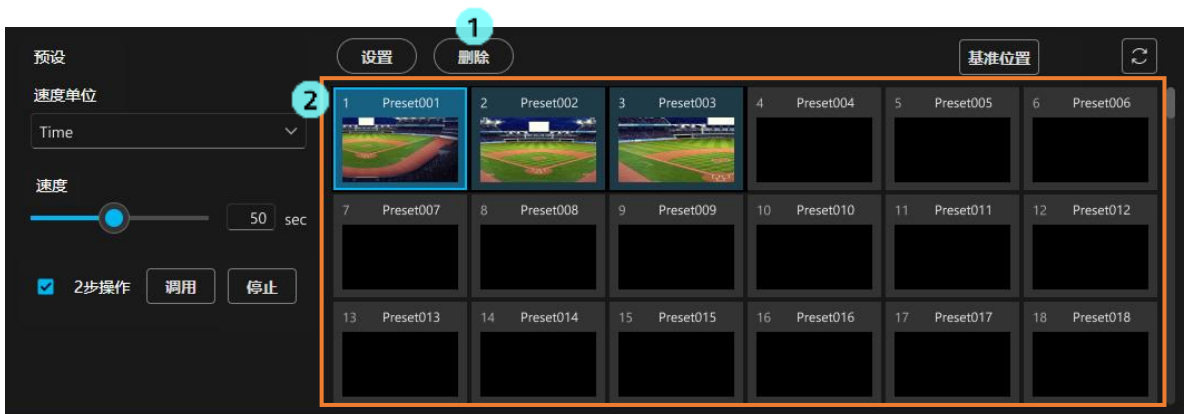 1
预设
设置
删除
基准位置
速度单位
2
Time
1 Preset001
2 Preset002
3 Preset003
4 Preset004
5 Preset005
6 Preset006
速度
50 sec
7 Preset007
8 Preset008
9 Preset009
10 Preset010
11 Preset011
12 Preset012
2步操作
调用
停止
13 Preset013
14 Preset014
15 Preset015
16 Preset016
17 Preset017
18 Preset018